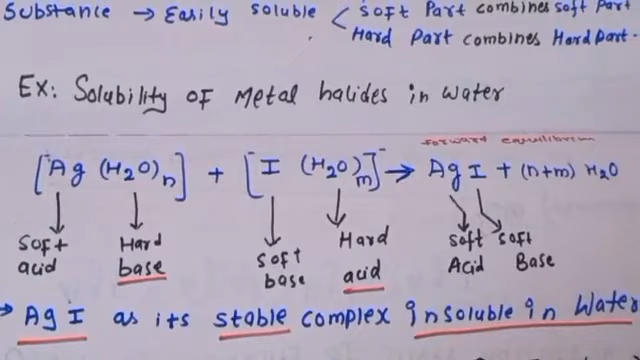 Substance → Easily soluble < Soft Part combines Soft Part
Hard Part combines Hard Part.
Ex: Solubility of Metal halides in water
forward equilibrium
[Ag (H2O)n] + [I (H2O)m]⁻ → AgI + (n+m) H2O
Soft acid Hard base Soft base Hard acid Soft Acid Soft Base
→ AgI as its stable complex insoluble in Water